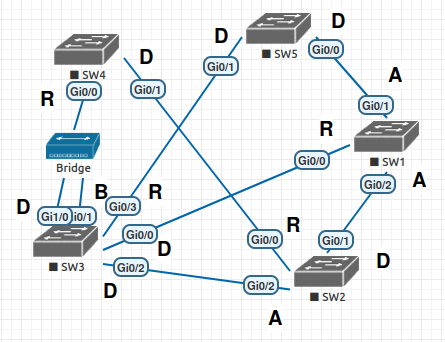 D
D
SW5
SW4
D
Gi0/0
Gi0/1
R
Gi0/0
Gi0/1
A
Gi0/1
R
SW1
Gi0/0
Bridge
Gi0/2
A
B
R
D
Gi0/3
Gi1/0
i0/1
Gi0/0
D
R
Gi0/0
Gi0/1
SW3
Gi0/2
D
D
Gi0/2
SW2
A